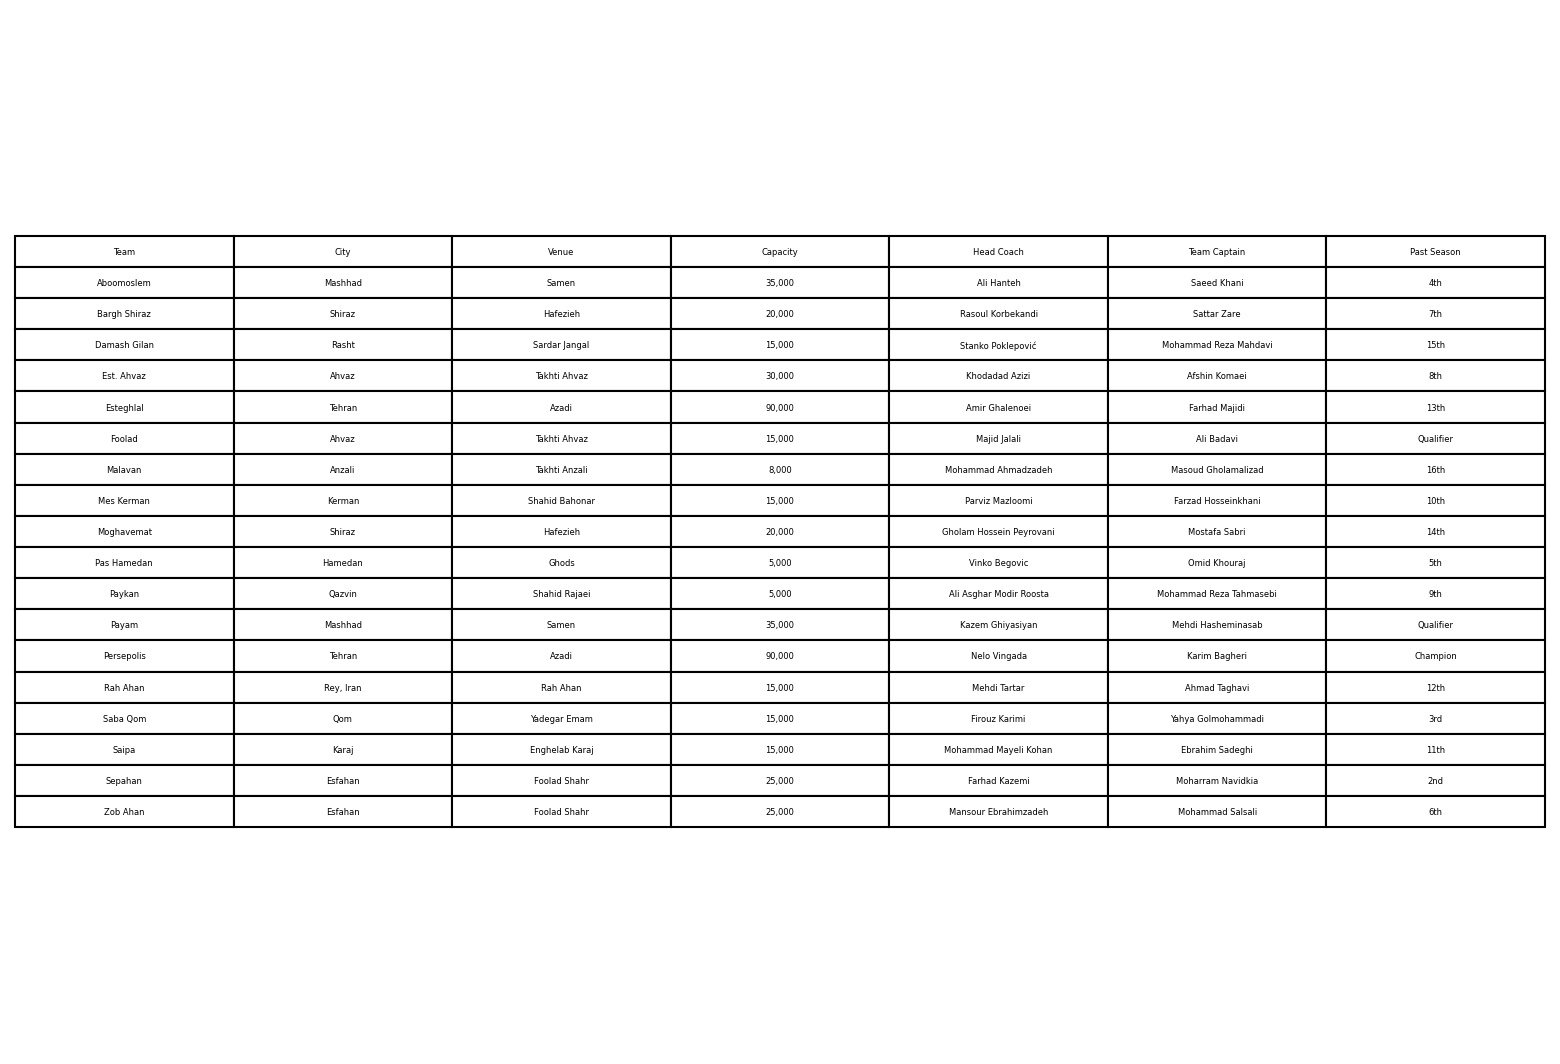 Team City Venue Capacity Head Coach Team Captain Past Season
Aboomoslem Mashhad Samen 35,000 Ali Hanteh Saeed Khani 4th
Bargh Shiraz Shiraz Hafezieh 20,000 Rasoul Korbekandi Sattar Zare 7th
Damash Gilan Rasht Sardar Jangal 15,000 Stanko Poklepović Mohammad Reza Mahdavi 15th
Est. Ahvaz Ahvaz Takhti Ahvaz 30,000 Khodadad Azizi Afshin Komaei 8th
Esteghlal Tehran Azadi 90,000 Amir Ghalenoei Farhad Majidi 13th
Foolad Ahvaz Takhti Ahvaz 15,000 Majid Jalali Ali Badavi Qualifier
Malavan Anzali Takhti Anzali 8,000 Mohammad Ahmadzadeh Masoud Gholamalizad 16th
Mes Kerman Kerman Shahid Bahonar 15,000 Parviz Mazloomi Farzad Hosseinkhani 10th
Moghavemat Shiraz Hafezieh 20,000 Gholam Hossein Peyrovani Mostafa Sabri 14th
Pas Hamedan Hamedan Ghods 5,000 Vinko Begovic Omid Khouraj 5th
Paykan Qazvin Shahid Rajaei 5,000 Ali Asghar Modir Roosta Mohammad Reza Tahmasebi 9th
Payam Mashhad Samen 35,000 Kazem Ghiyasiyan Mehdi Hasheminasab Qualifier
Persepolis Tehran Azadi 90,000 Nelo Vingada Karim Bagheri Champion
Rah Ahan Rey, Iran Rah Ahan 15,000 Mehdi Tartar Ahmad Taghavi 12th
Saba Qom Qom Yadegar Emam 15,000 Firouz Karimi Yahya Golmohammadi 3rd
Saipa Karaj Enghelab Karaj 15,000 Mohammad Mayeli Kohan Ebrahim Sadeghi 11th
Sepahan Esfahan Foolad Shahr 25,000 Farhad Kazemi Moharram Navidkia 2nd
Zob Ahan Esfahan Foolad Shahr 25,000 Mansour Ebrahimzadeh Mohammad Salsali 6th